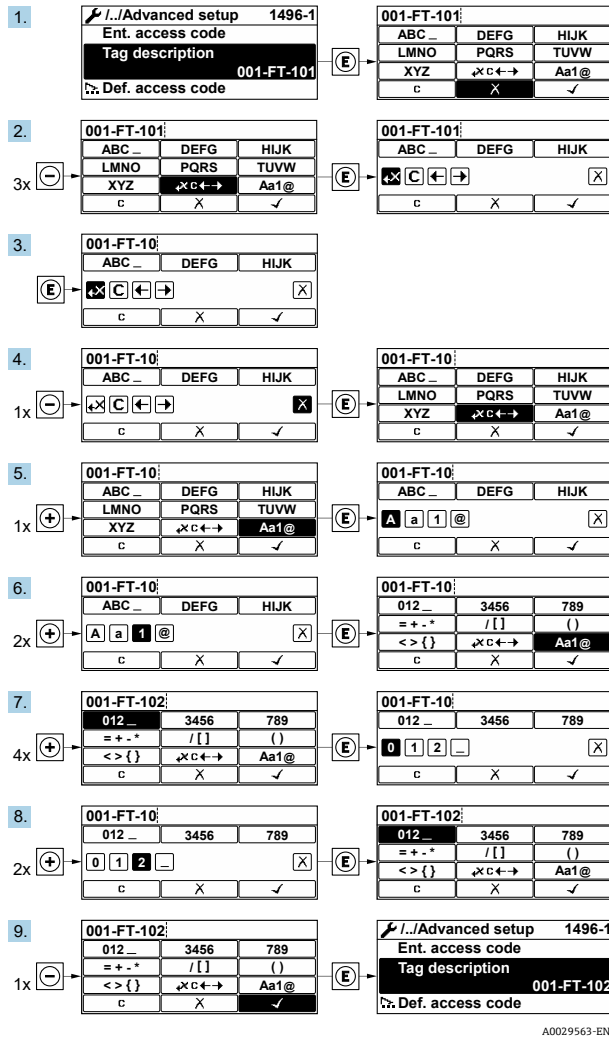 1.
/../Advanced setup 1496-1
Ent. access code
Tag description
001-FT-101
Def. access code
E
001-FT-101
ABC _ DEFG HIJK
LMNO PQRS TUVW
XYZ C ← → Aa1@
C X ✓
2.
3x - 
001-FT-101
ABC _ DEFG HIJK
LMNO PQRS TUVW
XYZ C ← → Aa1@
C X ✓
E
001-FT-101
ABC _ DEFG HIJK
C ← → X
C X ✓
3.
E
001-FT-10
ABC _ DEFG HIJK
C ← → X
C X ✓
4.
1x -
001-FT-10
ABC _ DEFG HIJK
C ← → X
C X ✓
E
001-FT-10
ABC _ DEFG HIJK
LMNO PQRS TUVW
XYZ C ← → Aa1@
C X ✓
5.
1x +
001-FT-10
ABC _ DEFG HIJK
LMNO PQRS TUVW
XYZ C ← → Aa1@
C X ✓
E
001-FT-10
ABC _ DEFG HIJK
A a 1 @ X
C X ✓
6.
2x +
001-FT-10
ABC _ DEFG HIJK
A a 1 @ X
C X ✓
E
001-FT-10
012 _ 3456 789
= + - * / [ ] ( )
< > { } C ← → Aa1@
C X ✓
7.
4x +
001-FT-102
012 _ 3456 789
= + - * / [ ] ( )
< > { } C ← → Aa1@
C X ✓
E
001-FT-10
012 _ 3456 789
0 1 2 _ X
C X ✓
8.
2x +
001-FT-10
012 _ 3456 789
0 1 2 _ X
C X ✓
E
001-FT-102
012 _ 3456 789
= + - * / [ ] ( )
< > { } C ← → Aa1@
C X ✓
9.
1x -
001-FT-102
012 _ 3456 789
= + - * / [ ] ( )
< > { } C ← → Aa1@
C X ✓
E
/../Advanced setup 1496-1
Ent. access code
Tag description
001-FT-102
Def. access code
A0029563-EN